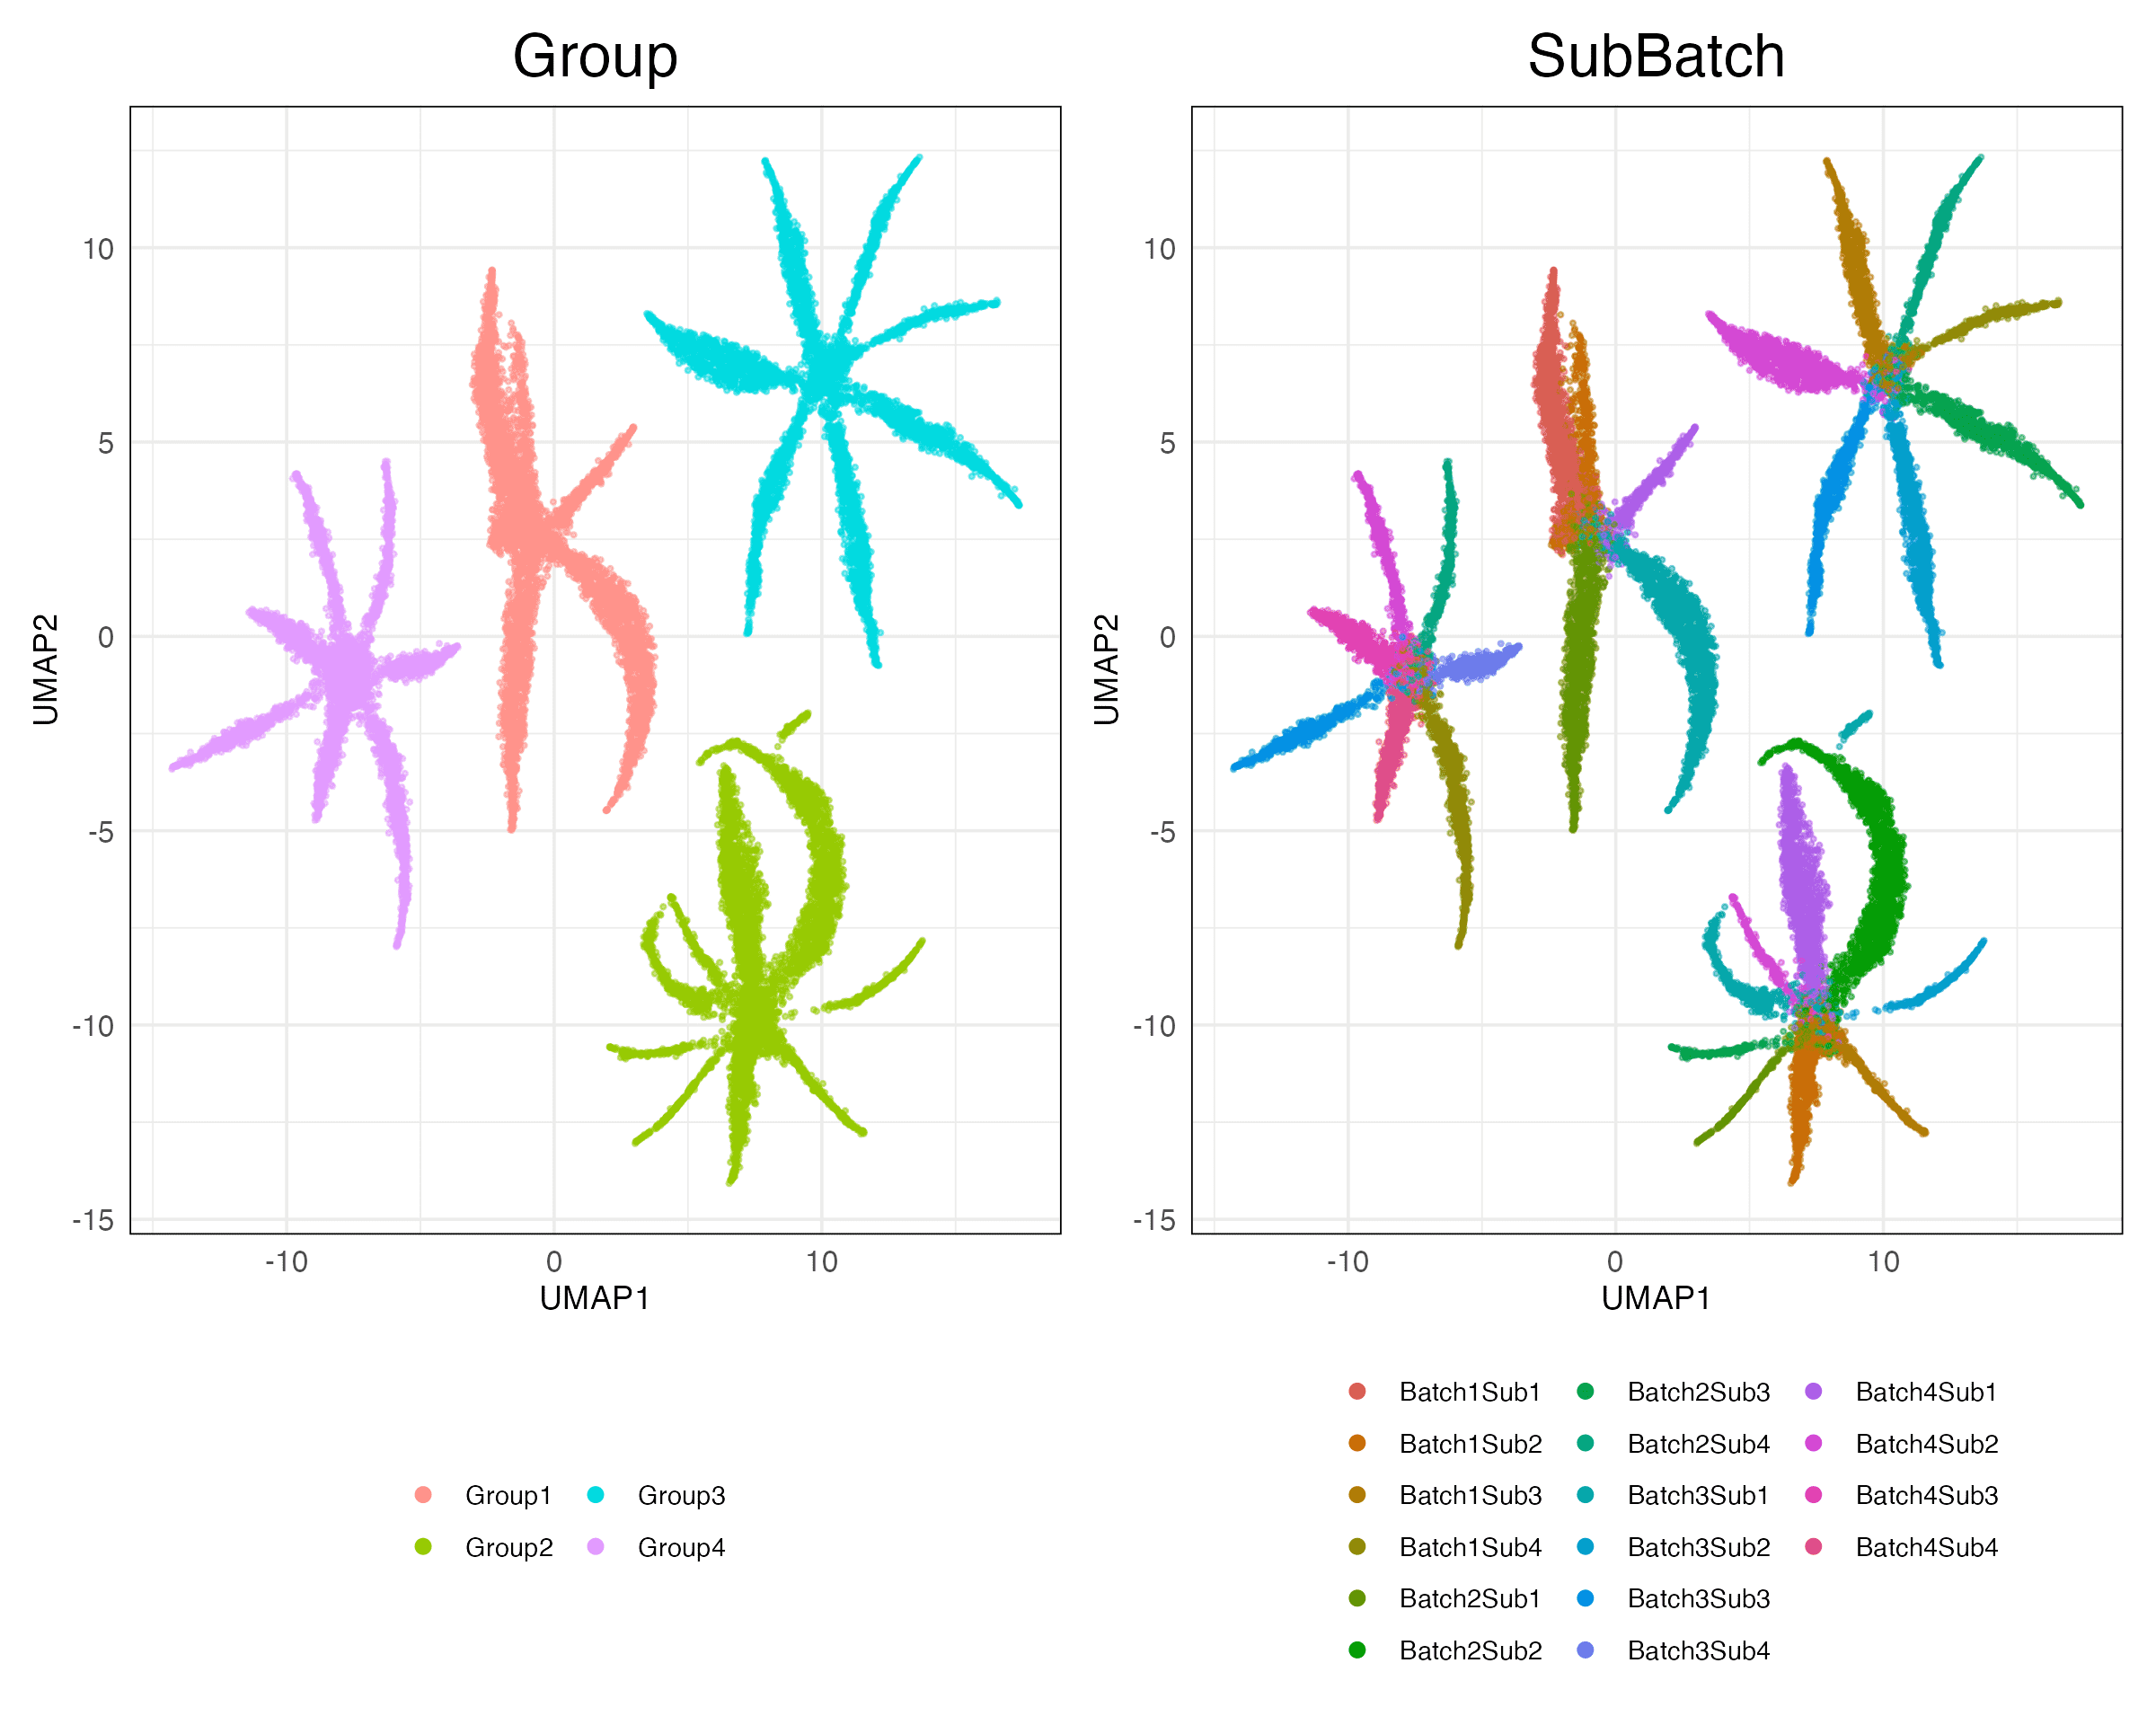 Group
SubBatch
10
5
0
-5
-10
-15
UMAP2
-10 0 10
UMAP1
10
5
0
-5
-10
-15
UMAP2
-10 0 10
UMAP1
Group1 Group3
Group2 Group4
Batch1Sub1 Batch2Sub3 Batch4Sub1
Batch1Sub2 Batch2Sub4 Batch4Sub2
Batch1Sub3 Batch3Sub1 Batch4Sub3
Batch1Sub4 Batch3Sub2 Batch4Sub4
Batch2Sub1 Batch3Sub3
Batch2Sub2 Batch3Sub4